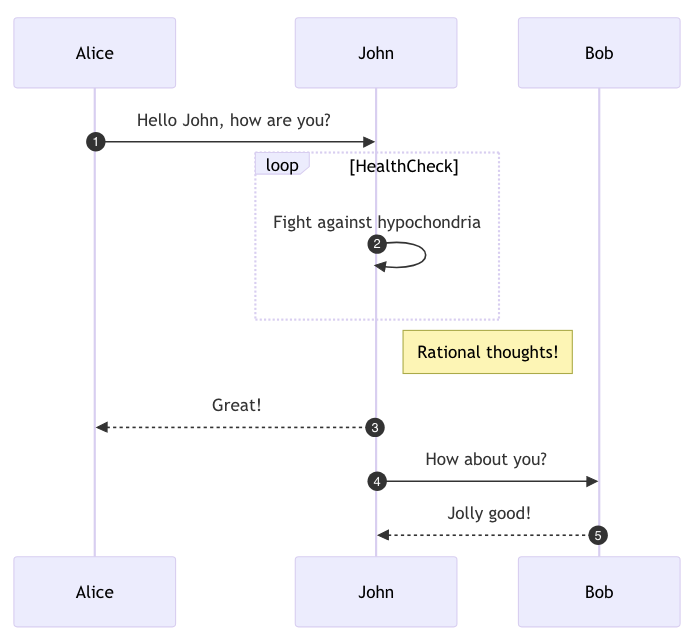 Alice
John
Bob
Hello John, how are you?
1
loop
[HealthCheck]
Fight against hypochondria
2
Rational thoughts!
Great!
3
How about you?
4
Jolly good!
5
Alice
John
Bob